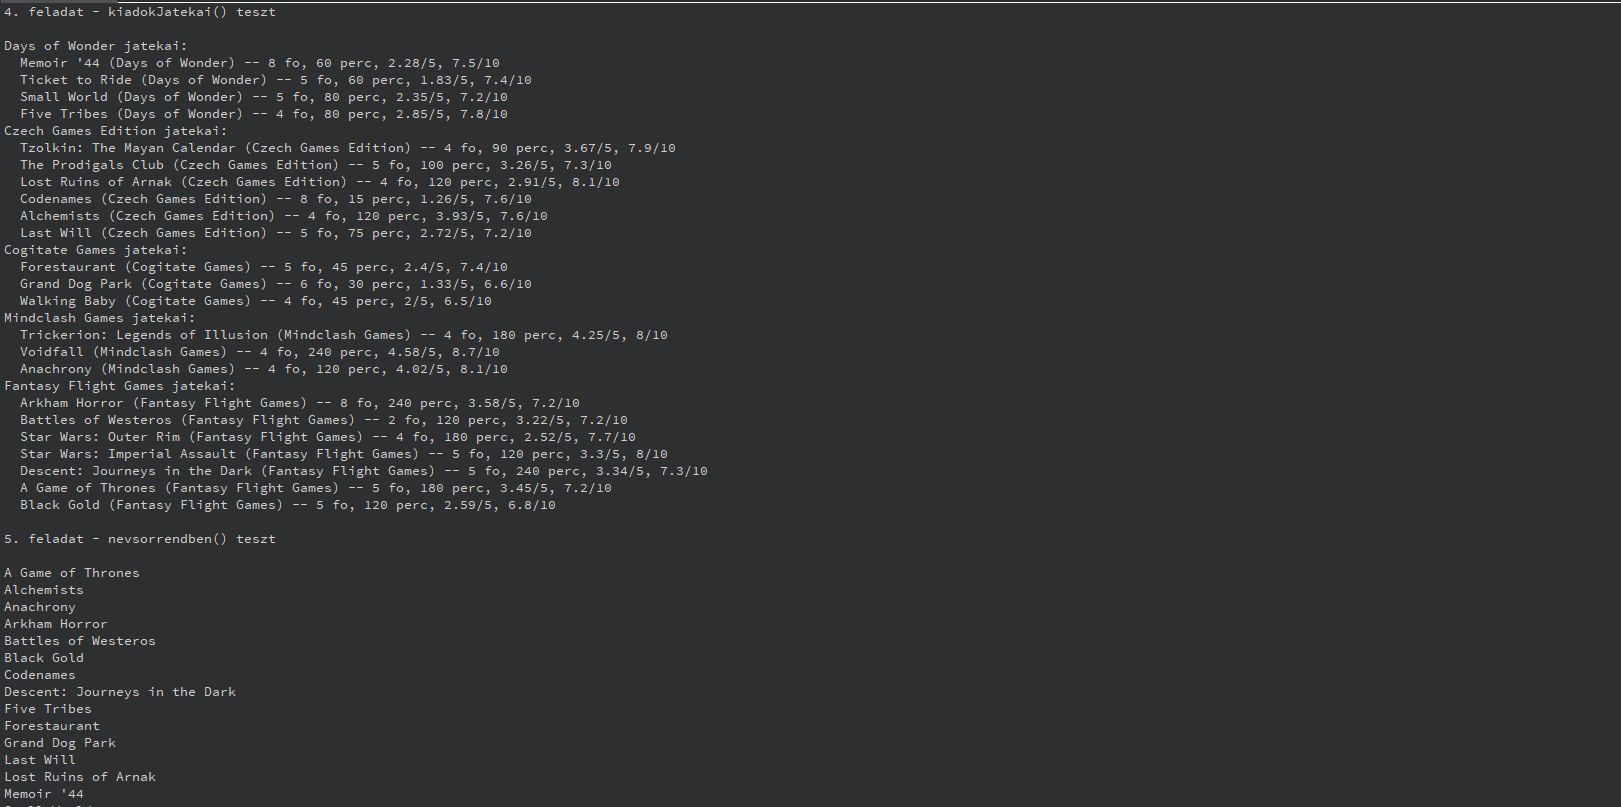 4. feladat - kiadokJatekai() teszt
Days of Wonder jatekai:
Memoir '44 (Days of Wonder) -- 8 fo, 60 perc, 2.28/5, 7.5/10
Ticket to Ride (Days of Wonder) -- 5 fo, 60 perc, 1.83/5, 7.4/10
Small World (Days of Wonder) -- 5 fo, 80 perc, 2.35/5, 7.2/10
Five Tribes (Days of Wonder) -- 4 fo, 80 perc, 2.85/5, 7.8/10
Czech Games Edition jatekai:
Tzolkin: The Mayan Calendar (Czech Games Edition) -- 4 fo, 90 perc, 3.67/5, 7.9/10
The Prodigals Club (Czech Games Edition) -- 5 fo, 100 perc, 3.26/5, 7.3/10
Lost Ruins of Arnak (Czech Games Edition) -- 4 fo, 120 perc, 2.91/5, 8.1/10
Codenames (Czech Games Edition) -- 8 fo, 15 perc, 1.26/5, 7.6/10
Alchemists (Czech Games Edition) -- 4 fo, 120 perc, 3.93/5, 7.6/10
Last Will (Czech Games Edition) -- 5 fo, 75 perc, 2.72/5, 7.2/10
Cogitate Games jatekai:
Forestaurant (Cogitate Games) -- 5 fo, 45 perc, 2.4/5, 7.4/10
Grand Dog Park (Cogitate Games) -- 6 fo, 30 perc, 1.33/5, 6.6/10
Walking Baby (Cogitate Games) -- 4 fo, 45 perc, 2/5, 6.5/10
Mindclash Games jatekai:
Trickerion: Legends of Illusion (Mindclash Games) -- 4 fo, 180 perc, 4.25/5, 8/10
Voidfall (Mindclash Games) -- 4 fo, 240 perc, 4.58/5, 8.7/10
Anachrony (Mindclash Games) -- 4 fo, 120 perc, 4.02/5, 8.1/10
Fantasy Flight Games jatekai:
Arkham Horror (Fantasy Flight Games) -- 8 fo, 240 perc, 3.58/5, 7.2/10
Battles of Westeros (Fantasy Flight Games) -- 2 fo, 120 perc, 3.22/5, 7.2/10
Star Wars: Outer Rim (Fantasy Flight Games) -- 4 fo, 180 perc, 2.52/5, 7.7/10
Star Wars: Imperial Assault (Fantasy Flight Games) -- 5 fo, 120 perc, 3.3/5, 8/10
Descent: Journeys in the Dark (Fantasy Flight Games) -- 5 fo, 240 perc, 3.34/5, 7.3/10
A Game of Thrones (Fantasy Flight Games) -- 5 fo, 180 perc, 3.45/5, 7.2/10
Black Gold (Fantasy Flight Games) -- 5 fo, 120 perc, 2.59/5, 6.8/10
5. feladat - nevsorrendben() teszt
A Game of Thrones
Alchemists
Anachrony
Arkham Horror
Battles of Westeros
Black Gold
Codenames
Descent: Journeys in the Dark
Five Tribes
Forestaurant
Grand Dog Park
Last Will
Lost Ruins of Arnak
Memoir '44